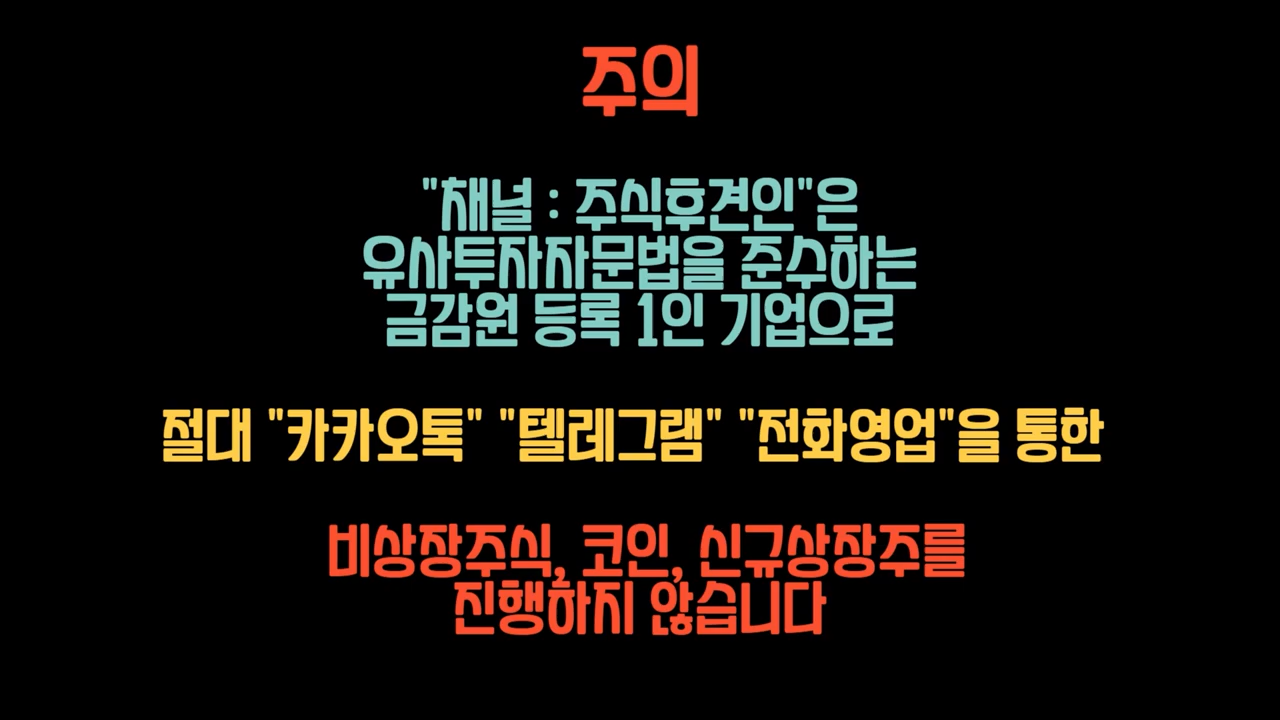 주의
"채널 : 주식후견인"은
유사투자자문법을 준수하는
금감원 등록 1인 기업으로
절대 "카카오톡" "텔레그램" "전화영업"을 통한
비상장주식, 코인, 신규상장주를
진행하지 않습니다